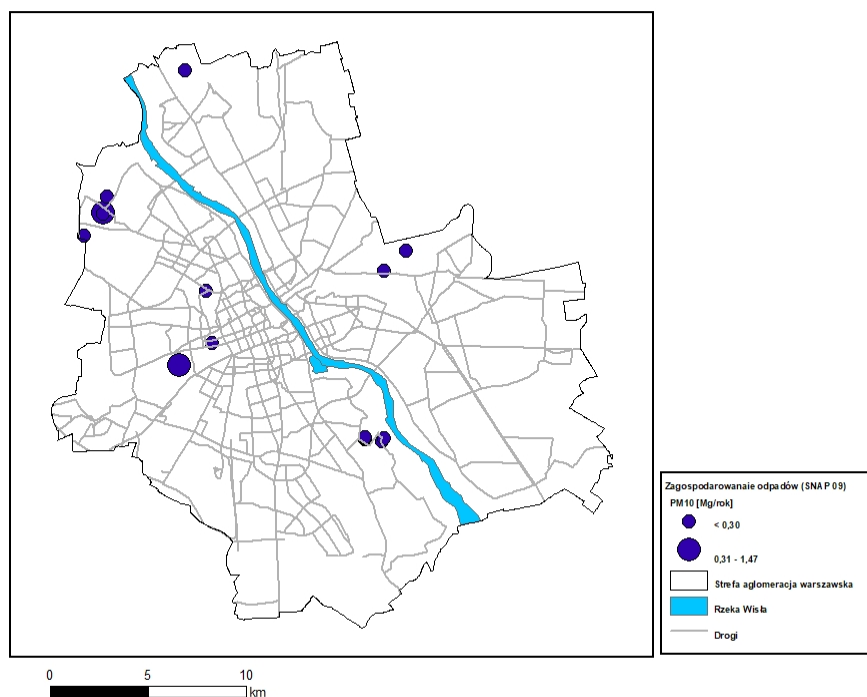 Zagospodarowanaie odpadów (SNAP 09)
PM10 [Mg/rok]
< 0,30
0,31 - 1,47
Strefa aglomeracja warszawska
Rzeka Wisła
Drogi
0 5 10
km